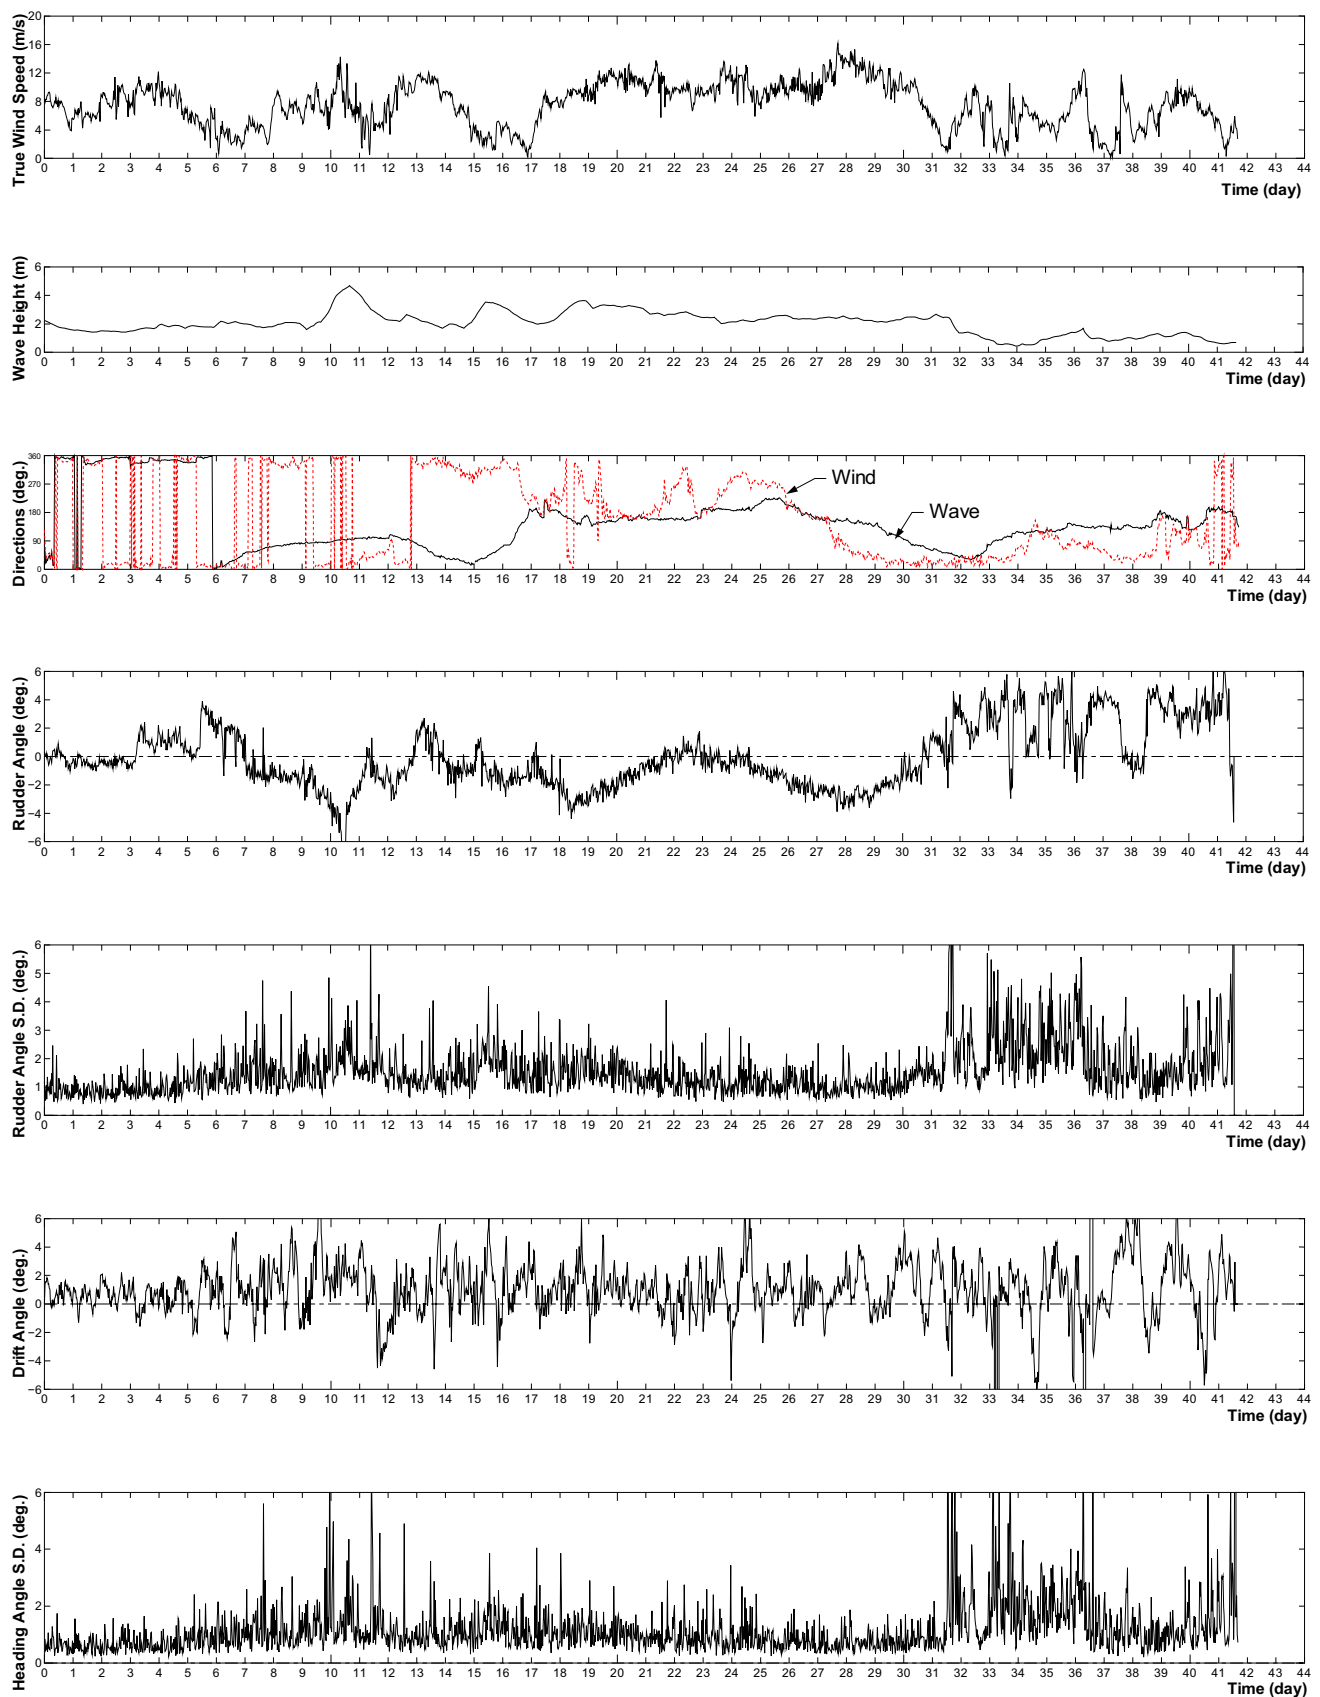 True Wind Speed (m/s)
20
16
12
8
4
0
0 1 2 3 4 5 6 7 8 9 10 11 12 13 14 15 16 17 18 19 20 21 22 23 24 25 26 27 28 29 30 31 32 33 34 35 36 37 38 39 40 41 42 43 44
Time (day)
Wave Height (m)
6
4
2
0
0 1 2 3 4 5 6 7 8 9 10 11 12 13 14 15 16 17 18 19 20 21 22 23 24 25 26 27 28 29 30 31 32 33 34 35 36 37 38 39 40 41 42 43 44
Time (day)
Directions (deg.)
360
270
180
90
0
Wind
Wave
0 1 2 3 4 5 6 7 8 9 10 11 12 13 14 15 16 17 18 19 20 21 22 23 24 25 26 27 28 29 30 31 32 33 34 35 36 37 38 39 40 41 42 43 44
Time (day)
Rudder Angle (deg.)
6
4
2
0
−2
−4
−6
0 1 2 3 4 5 6 7 8 9 10 11 12 13 14 15 16 17 18 19 20 21 22 23 24 25 26 27 28 29 30 31 32 33 34 35 36 37 38 39 40 41 42 43 44
Time (day)
Rudder Angle S.D. (deg.)
6
5
4
3
2
1
0
0 1 2 3 4 5 6 7 8 9 10 11 12 13 14 15 16 17 18 19 20 21 22 23 24 25 26 27 28 29 30 31 32 33 34 35 36 37 38 39 40 41 42 43 44
Time (day)
Drift Angle (deg.)
6
4
2
0
−2
−4
−6
0 1 2 3 4 5 6 7 8 9 10 11 12 13 14 15 16 17 18 19 20 21 22 23 24 25 26 27 28 29 30 31 32 33 34 35 36 37 38 39 40 41 42 43 44
Time (day)
Heading Angle S.D. (deg.)
6
4
2
0
0 1 2 3 4 5 6 7 8 9 10 11 12 13 14 15 16 17 18 19 20 21 22 23 24 25 26 27 28 29 30 31 32 33 34 35 36 37 38 39 40 41 42 43 44
Time (day)